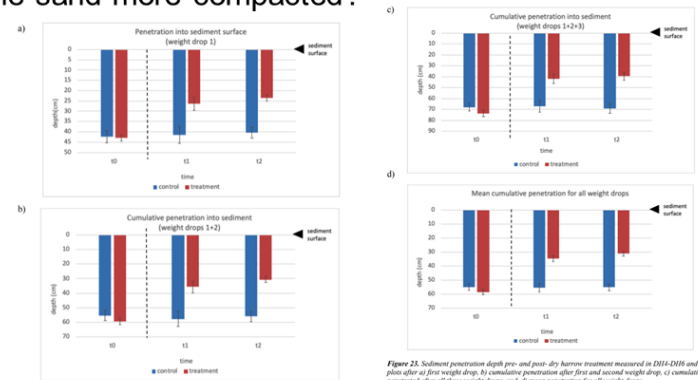 sand more compacted?
a)
Penetration into sediment surface
(weight drop 1)
sediment
surface
0
5
10
15
20
25
30
35
40
45
50
depth(cm)
t0 t1 t2
time
control treatment
b)
Cumulative penetration into sediment
(weight drops 1+2)
sediment
surface
0
10
20
30
40
50
60
70
depth (cm)
t0 t1 t2
time
control treatment
c)
Cumulative penetration into sediment
(weight drops 1+2+3)
sediment
surface
0
10
20
30
40
50
60
70
80
90
depth (cm)
t0 t1 t2
time
control treatment
d)
Mean cumulative penetration for all weight drops
sediment
surface
0
10
20
30
40
50
60
70
depth (cm)
t0 t1 t2
time
control treatment
Figure 23. Sediment penetration depth pre- and post- dry harrow treatment measured in DH4-DH6 and
plots after a) first weight drop, b) cumulative penetration after first and second weight drop, c) cumulati